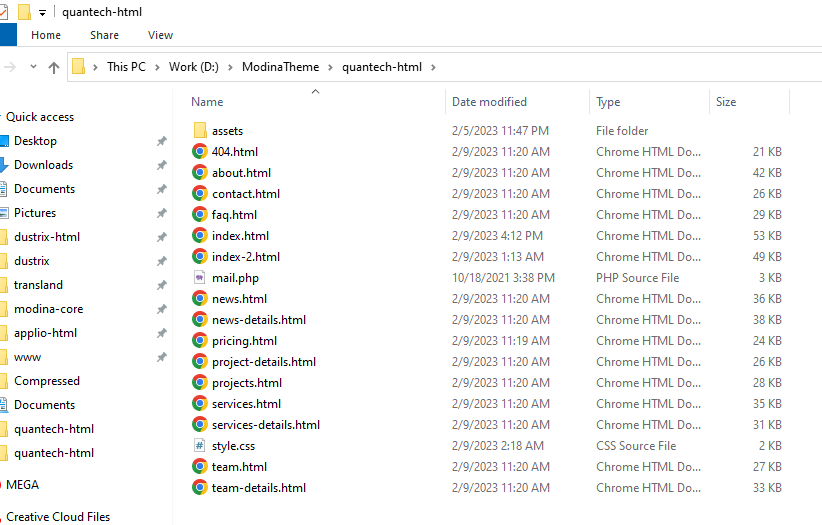 quantech-html
Home Share View
This PC Work (D:) ModinaTheme quantech-html
Quick access
Desktop
Downloads
Documents
Pictures
dustrix-html
dustrix
transland
modina-core
applio-html
www
Compressed
Documents
quantech-html
quantech-html
MEGA
Creative Cloud Files
Name Date modified Type Size
assets 2/5/2023 11:47 PM File folder
404.html 2/9/2023 11:20 AM Chrome HTML Do... 21 KB
about.html 2/9/2023 11:20 AM Chrome HTML Do... 42 KB
contact.html 2/9/2023 11:20 AM Chrome HTML Do... 26 KB
faq.html 2/9/2023 11:20 AM Chrome HTML Do... 29 KB
index.html 2/9/2023 4:12 PM Chrome HTML Do... 53 KB
index-2.html 2/9/2023 1:13 AM Chrome HTML Do... 49 KB
mail.php 10/18/2021 3:38 PM PHP Source File 3 KB
news.html 2/9/2023 11:20 AM Chrome HTML Do... 36 KB
news-details.html 2/9/2023 11:20 AM Chrome HTML Do... 38 KB
pricing.html 2/9/2023 11:19 AM Chrome HTML Do... 24 KB
project-details.html 2/9/2023 11:20 AM Chrome HTML Do... 26 KB
projects.html 2/9/2023 11:20 AM Chrome HTML Do... 28 KB
services.html 2/9/2023 11:20 AM Chrome HTML Do... 35 KB
services-details.html 2/9/2023 11:20 AM Chrome HTML Do... 31 KB
style.css 2/9/2023 2:18 AM CSS Source File 2 KB
team.html 2/9/2023 11:20 AM Chrome HTML Do... 27 KB
team-details.html 2/9/2023 11:20 AM Chrome HTML Do... 33 KB